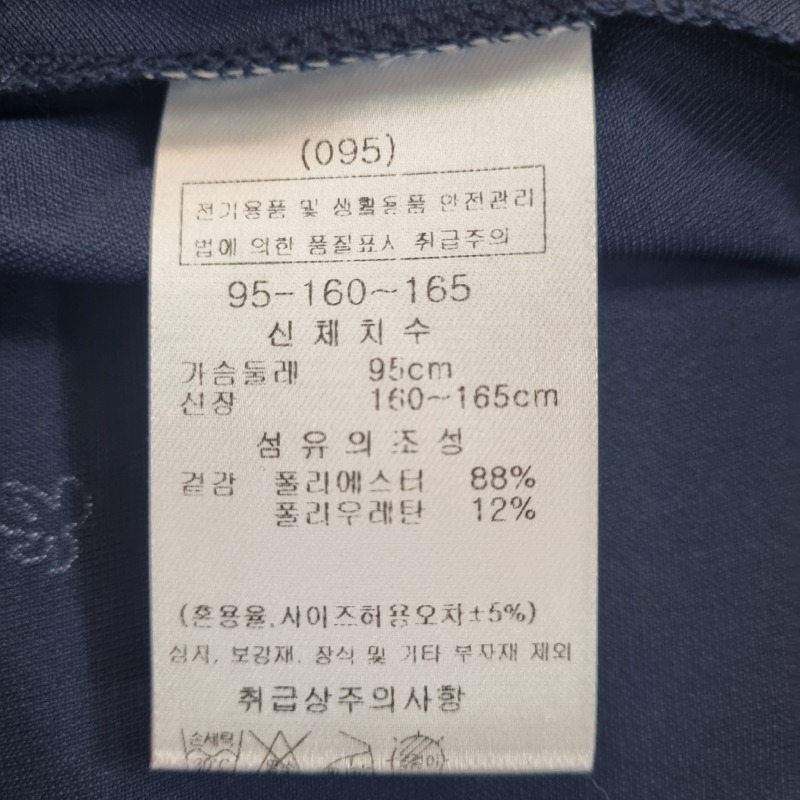 (095)
전기용품 및 생활용품 안전관리
법에 의한 품질표시 취급주의
95-160~165
신체치수
가슴둘레 95cm
신장 160~165cm
섬유의조성
겉감 폴리에스터 88%
폴리우레탄 12%
(혼용율,사이즈허용오차±5%)
심지, 보강재, 장식 및 기타 부자재 제외
취급상주의사항
손세탁